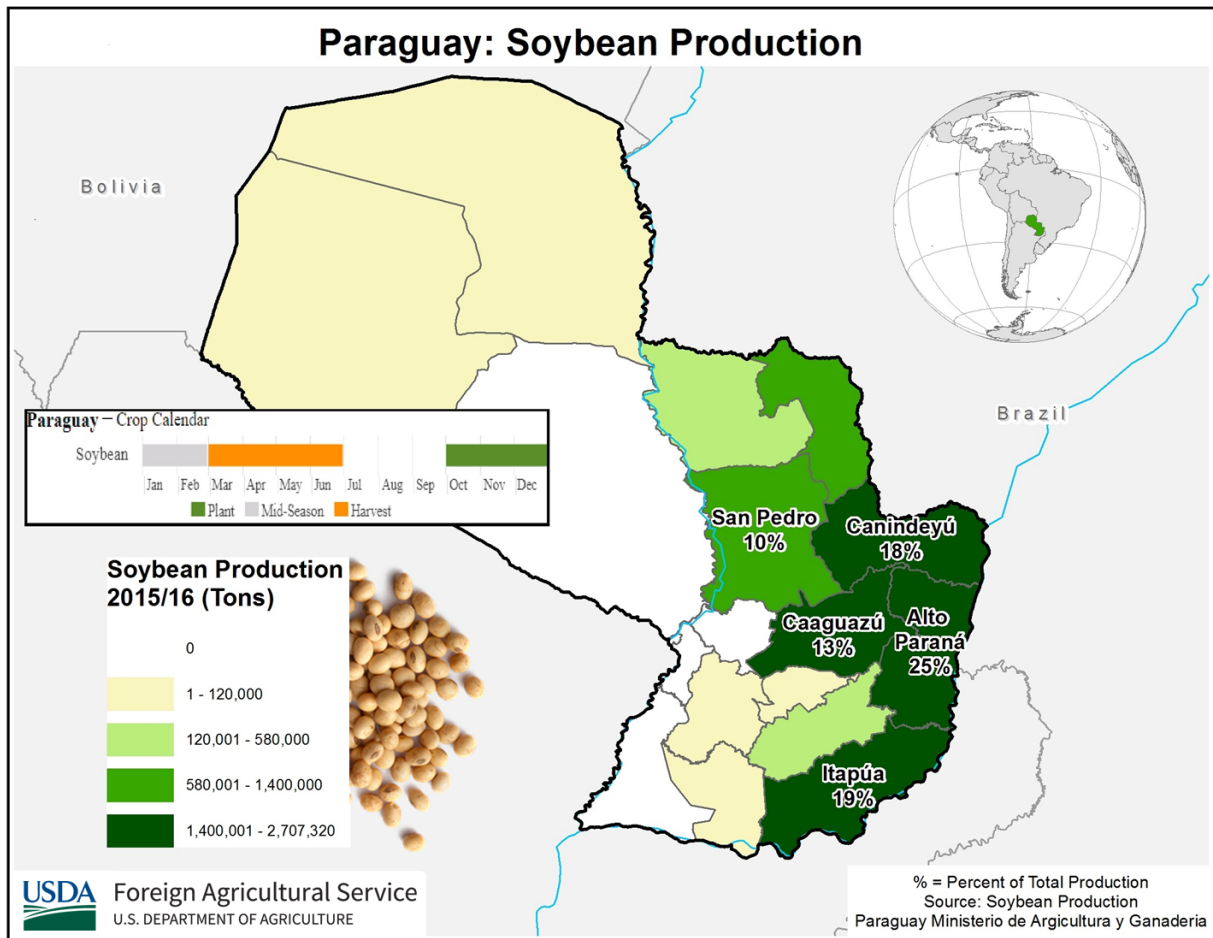 Paraguay: Soybean Production
Bolivia
Brazil
Paraguay – Crop Calendar
Soybean
Jan Feb Mar Apr May Jun Jul Aug Sep Oct Nov Dec
Plant Mid-Season Harvest
San Pedro
10%
Canindeyú
18%
Caaguazú
13%
Alto
Paraná
25%
Itapúa
19%
Soybean Production
2015/16 (Tons)
0
1 - 120,000
120,001 - 580,000
580,001 - 1,400,000
1,400,001 - 2,707,320
USDA
Foreign Agricultural Service
U.S. DEPARTMENT OF AGRICULTURE
% = Percent of Total Production
Source: Soybean Production
Paraguay Ministerio de Argicultura y Ganaderia